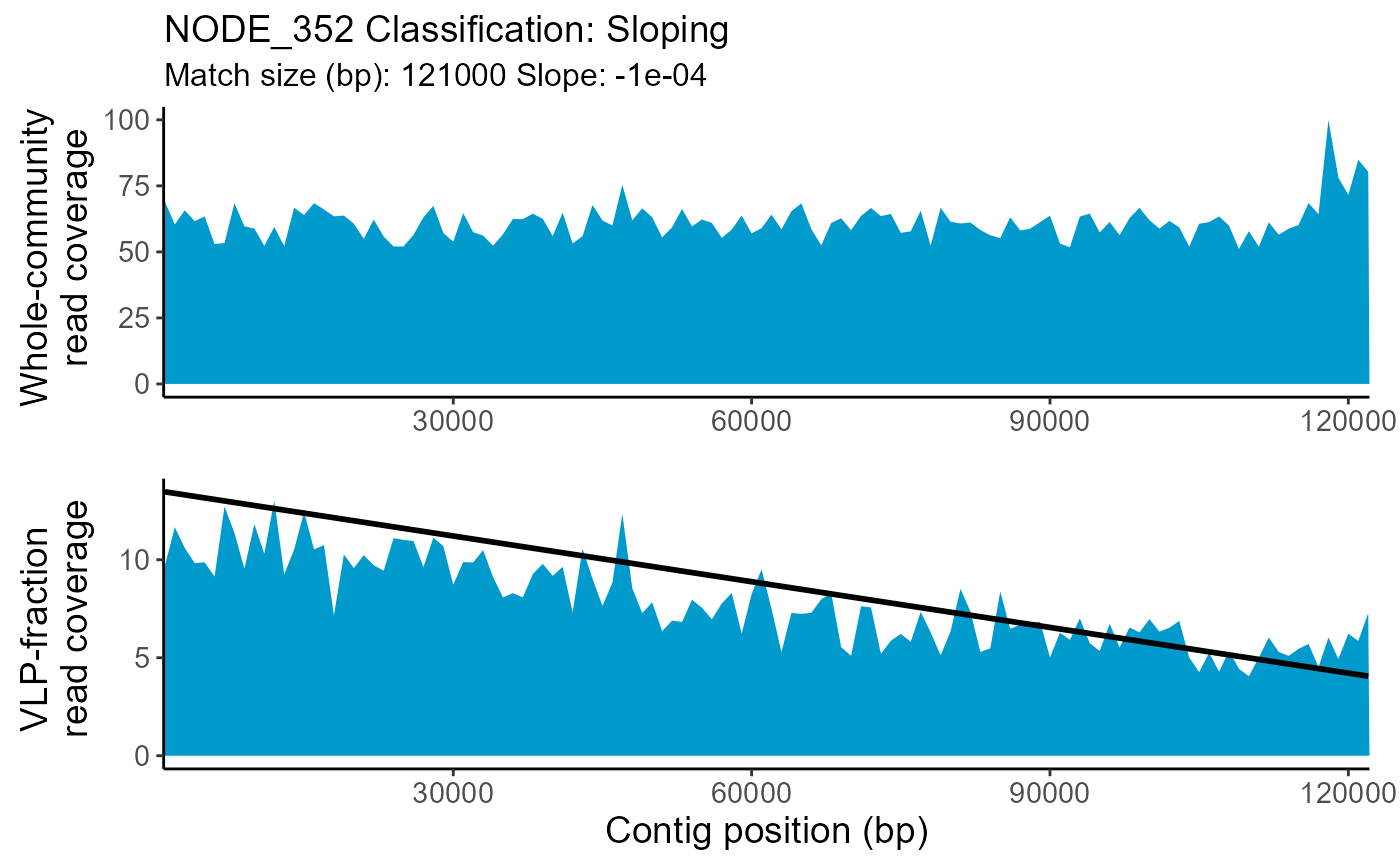 NODE_352 Classification: Sloping
Match size (bp): 121000 Slope: -1e-04
Whole-community
read coverage
100
75
50
25
0
30000 60000 90000 120000
VLP-fraction
read coverage
10
5
0
30000 60000 90000 120000
Contig position (bp)